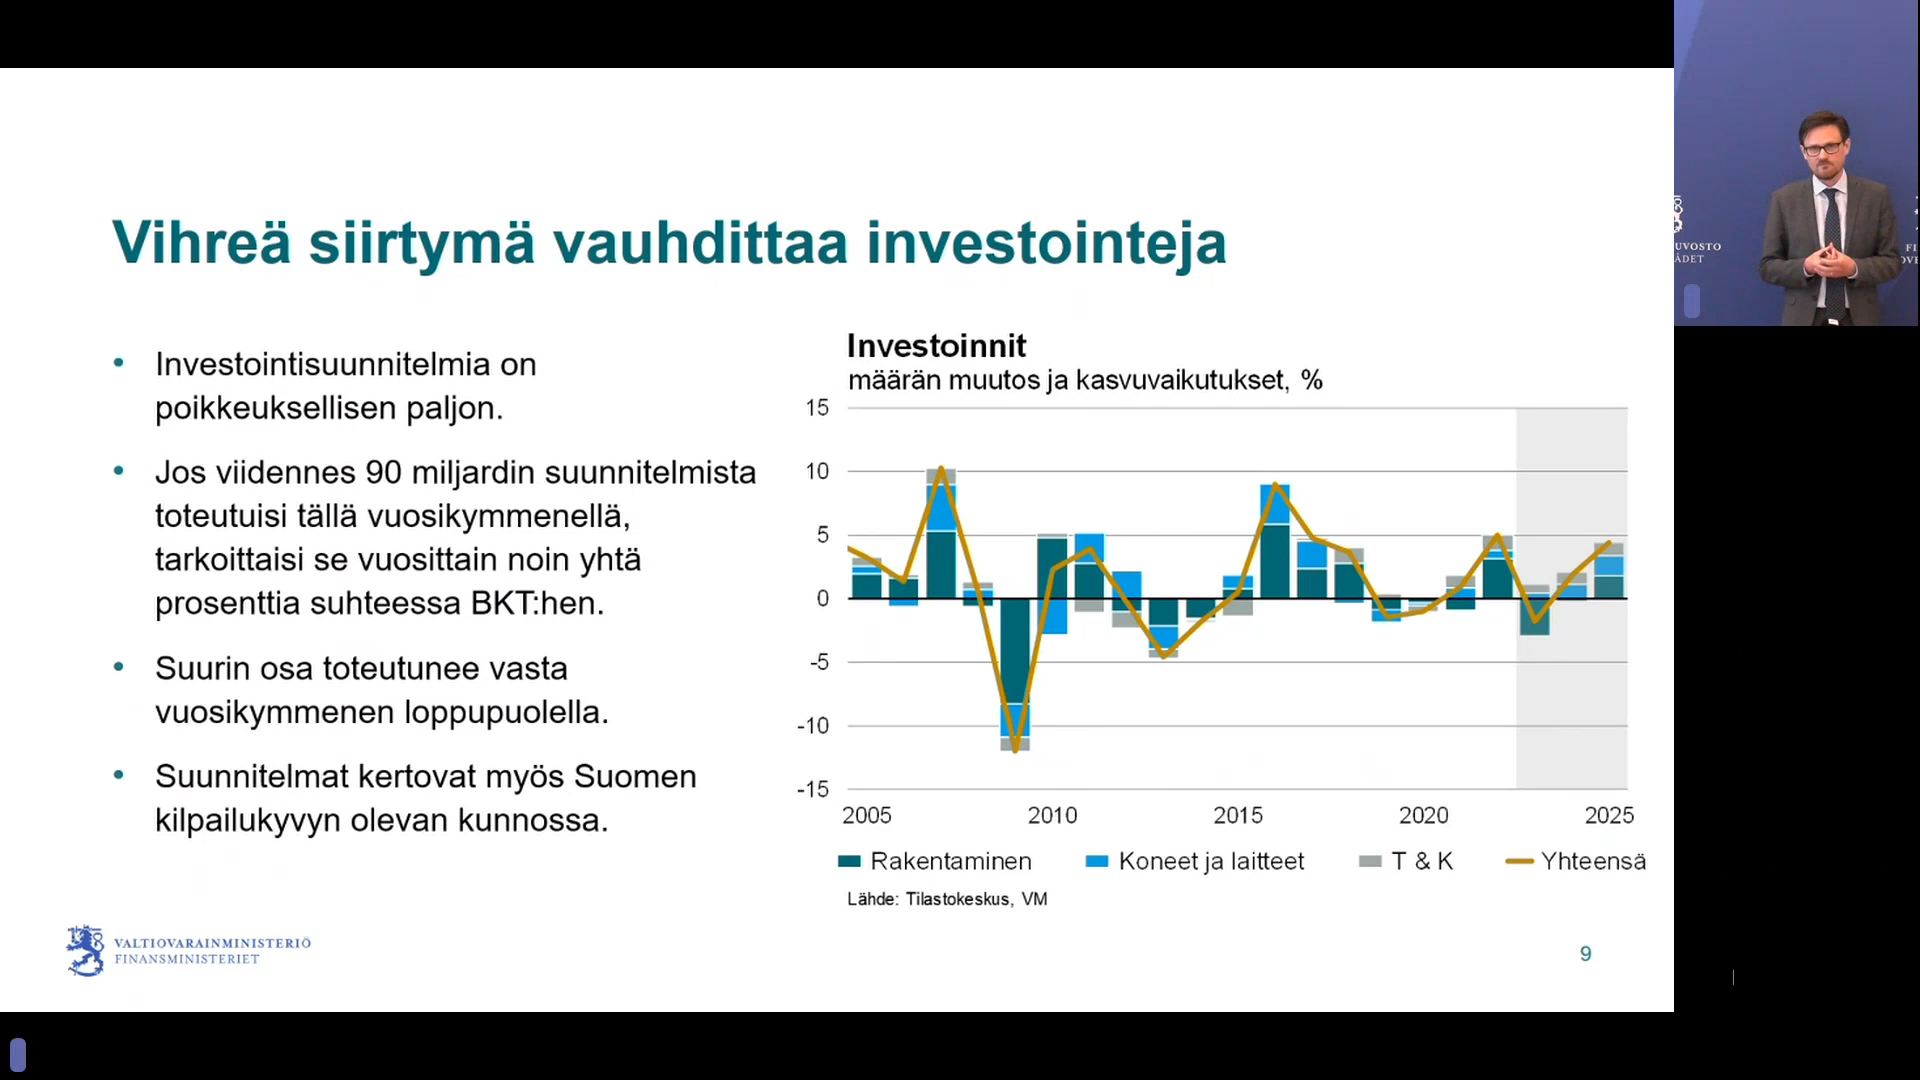 Vihreä siirtymä vauhdittaa investointeja
Investointisuunnitelmia on
poikkeuksellisen paljon.
Jos viidennes 90 miljardin suunnitelmista
toteutuisi tällä vuosikymmenellä,
tarkoittaisi se vuosittain noin yhtä
prosenttia suhteessa BKT:hen.
Suurin osa toteutunee vasta
vuosikymmenen loppupuolella.
Suunnitelmat kertovat myös Suomen
kilpailukyvyn olevan kunnossa.
Investoinnit
määrän muutos ja kasvuvaikutukset, %
15
10
5
0
-5
-10
-15
2005 2010 2015 2020 2025
Rakentaminen Koneet ja laitteet T & K Yhteensä
Lähde: Tilastokeskus, VM
VALTIOVARAINMINISTERIÖ
FINANSMINISTERIET
9
UVOSTO
ÅDET